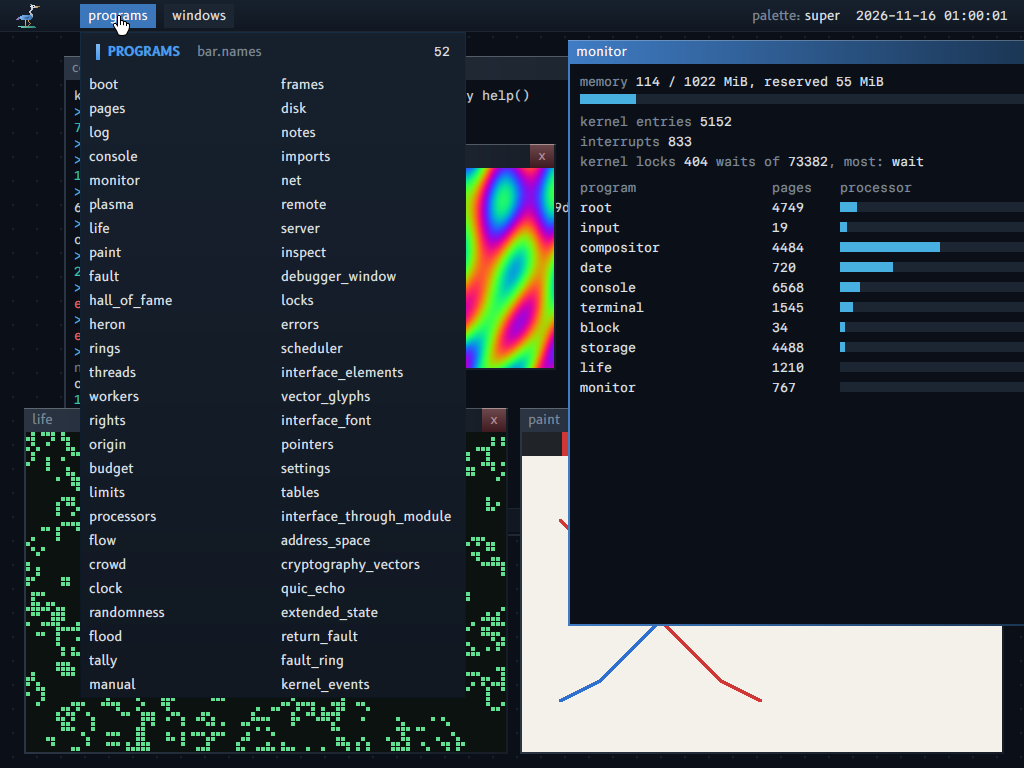 programs windows palette: super 2026-11-16 01:00:01
PROGRAMS bar.names 52
boot frames
pages disk
log notes
console imports
monitor net
plasma remote
life server
paint inspect
fault debugger_window
hall_of_fame locks
heron errors
rings scheduler
threads interface_elements
workers vector_glyphs
rights interface_font
origin pointers
budget settings
limits tables
processors interface_through_module
flow address_space
crowd cryptography_vectors
clock quic_echo
randomness extended_state
flood return_fault
tally fault_ring
manual kernel_events
y help()
x
9d
monitor
memory 114 / 1022 MiB, reserved 55 MiB
kernel entries 5152
interrupts 833
kernel locks 404 waits of 73382, most: wait
program pages processor
root 4749
input 19
compositor 4484
date 720
console 6568
terminal 1545
block 34
storage 4488
life 1210
monitor 767
life x
paint